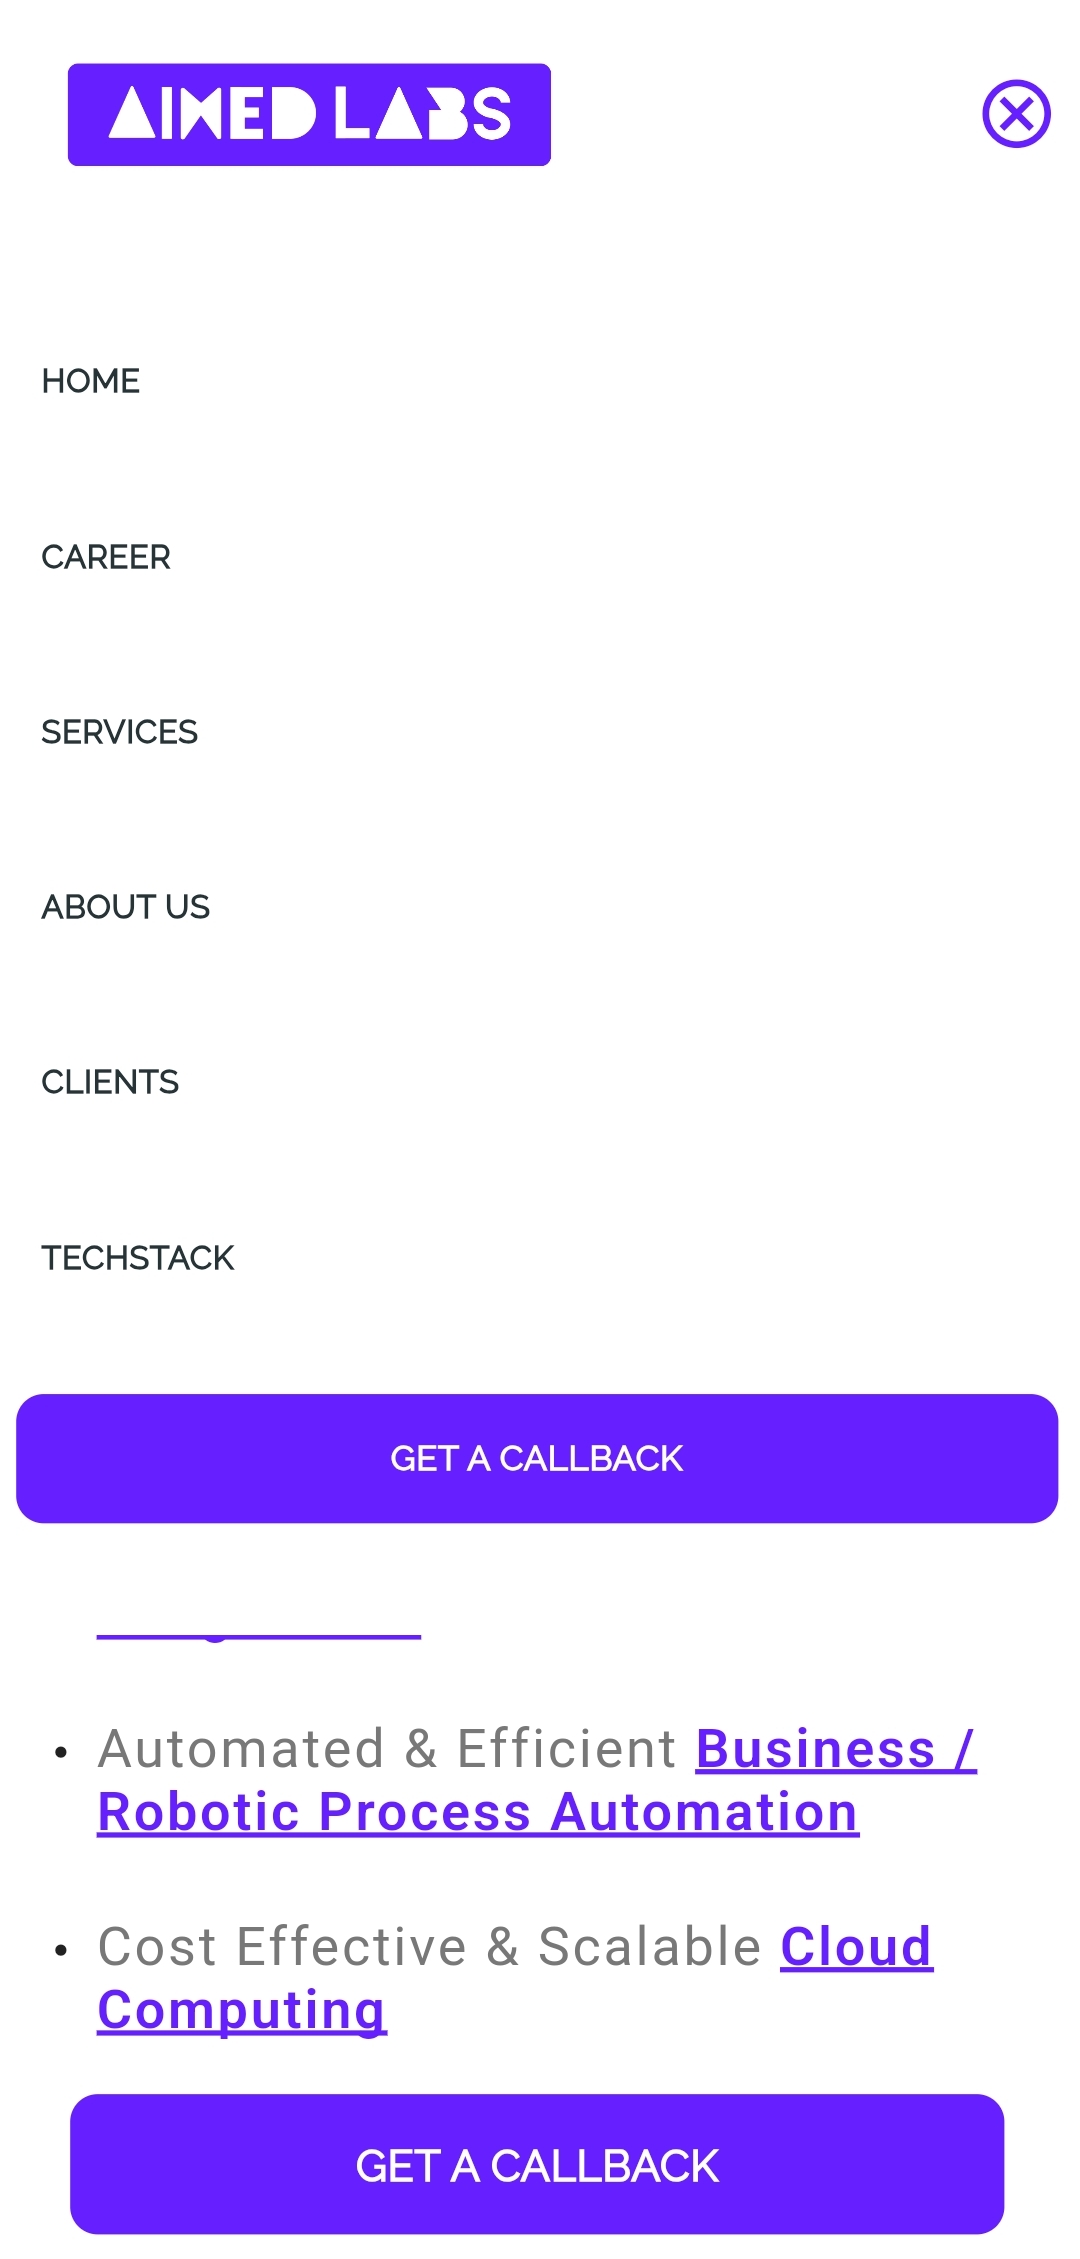 AIMED LABS
HOME
CAREER
SERVICES
ABOUT US
CLIENTS
TECHSTACK
GET A CALLBACK
Automated & Efficient Business /
Robotic Process Automation
Cost Effective & Scalable Cloud
Computing
GET A CALLBACK